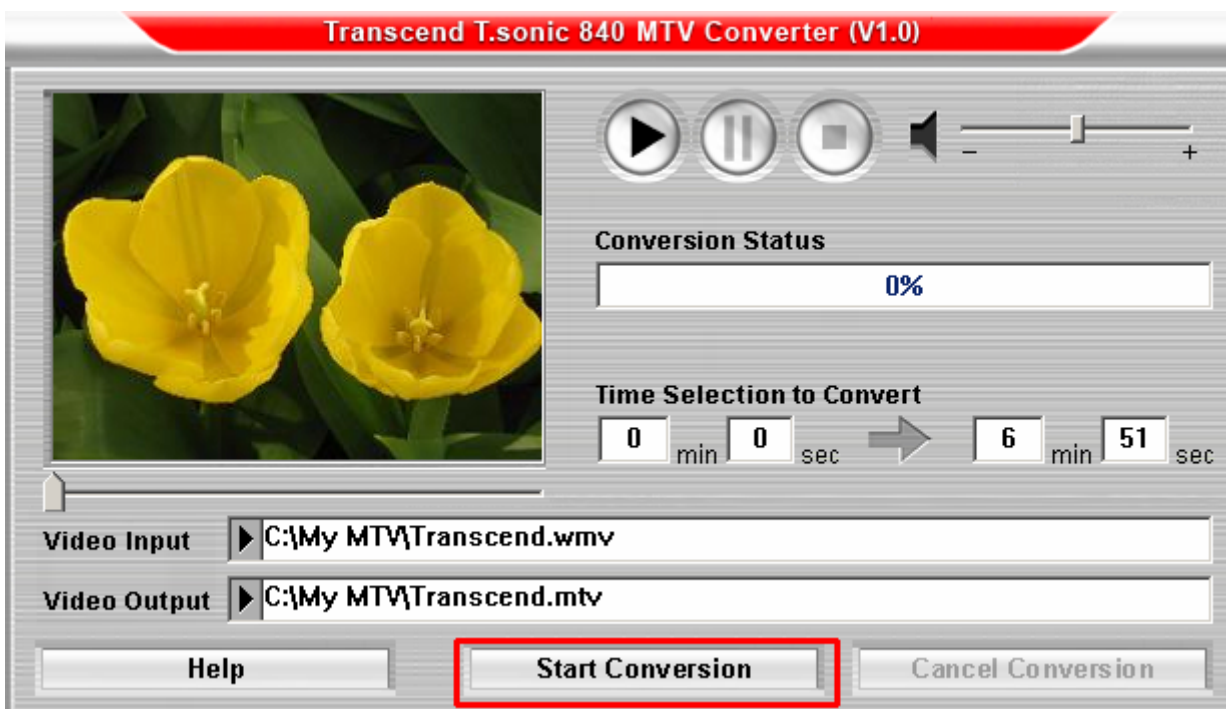 Transcend T.sonic 840 MTV Converter (V1.0)
- +
Conversion Status
0%
Time Selection to Convert
0 min 0 sec 6 min 51 sec
Video Input C:\My MTV\Transcend.wmv
Video Output C:\My MTV\Transcend.mtv
Help Start Conversion Cancel Conversion